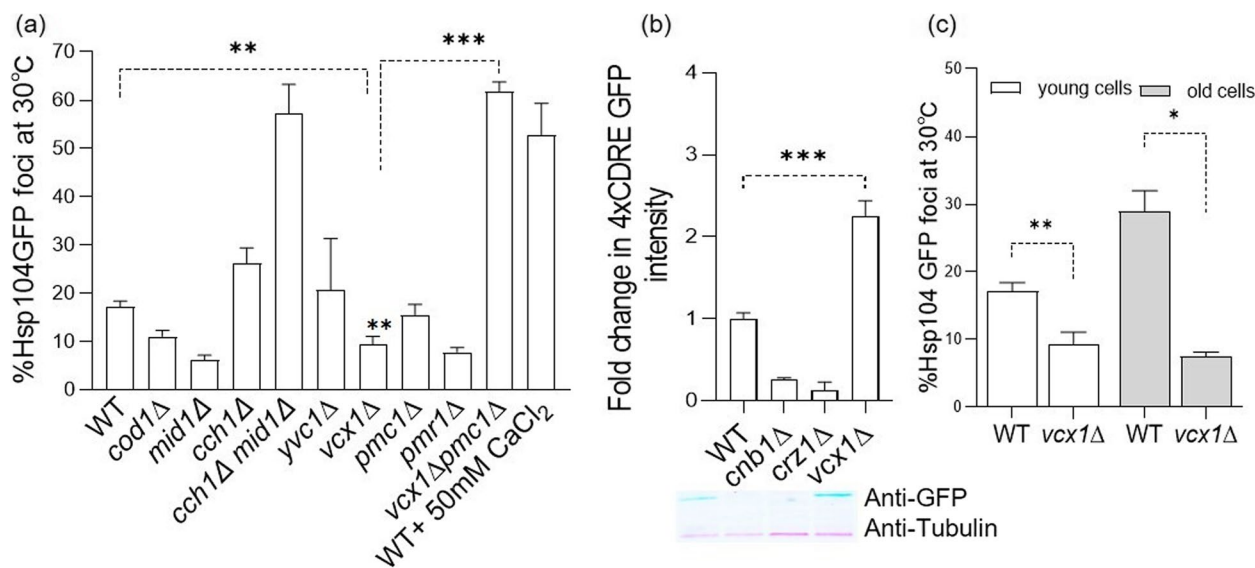 (a)
%Hsp104GFP foci at 30°C
70
60
50
40
30
20
10
0
**
***
**
WT
cod1Δ
mid1Δ
cch1Δ
cch1Δ mid1Δ
yvc1Δ
vcx1Δ
pmc1Δ
pmr1Δ
vcx1Δpmc1Δ
WT+ 50mM CaCl₂
(b)
Fold change in 4xCDRE GFP
intensity
4
3
2
1
0
***
WT
cnb1Δ
crz1Δ
vcx1Δ
Anti-GFP
Anti-Tubulin
(c)
%Hsp104 GFP foci at 30°C
50
40
30
20
10
0
young cells
old cells
**
*
WT
vcx1Δ
WT
vcx1Δ